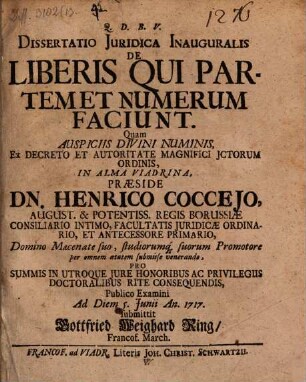 Q. D. B. V.
DISSERTATIO JURIDICA INAUGURALIS
DE
LIBERIS QUI PAR-
TEM ET NUMERUM
FACIUNT.
Quam
AUSPICIIS DIVINI NUMINIS,
EX DECRETO ET AUTORITATE MAGNIFICI JCTORUM
ORDINIS,
IN ALMA VIADRINA,
PRÆSIDE
DN. HENRICO COCCEJO,
AUGUST. & POTENTISS. REGIS BORUSSIÆ
CONSILIARIO INTIMO, FACULTATIS JURIDICÆ ORDINA-
RIO, ET ANTECESSORE PRIMARIO,
Domino Mæcenate suo, studiorumq; suorum Promotore
per omnem ætatem submisse venerando.
PRO
SUMMIS IN UTROQUE JURE HONORIBUS AC PRIVILEGIIS
DOCTORALIBUS RITE CONSEQUENDIS,
Publico Examini
Ad Diem 5. Junii An. 1717.
submittit
Gottfried Weighard Ring/
Francof. March.
FRANCOF. ad VIADR. Literis JOH. CHRIST. SCHWARTZII.